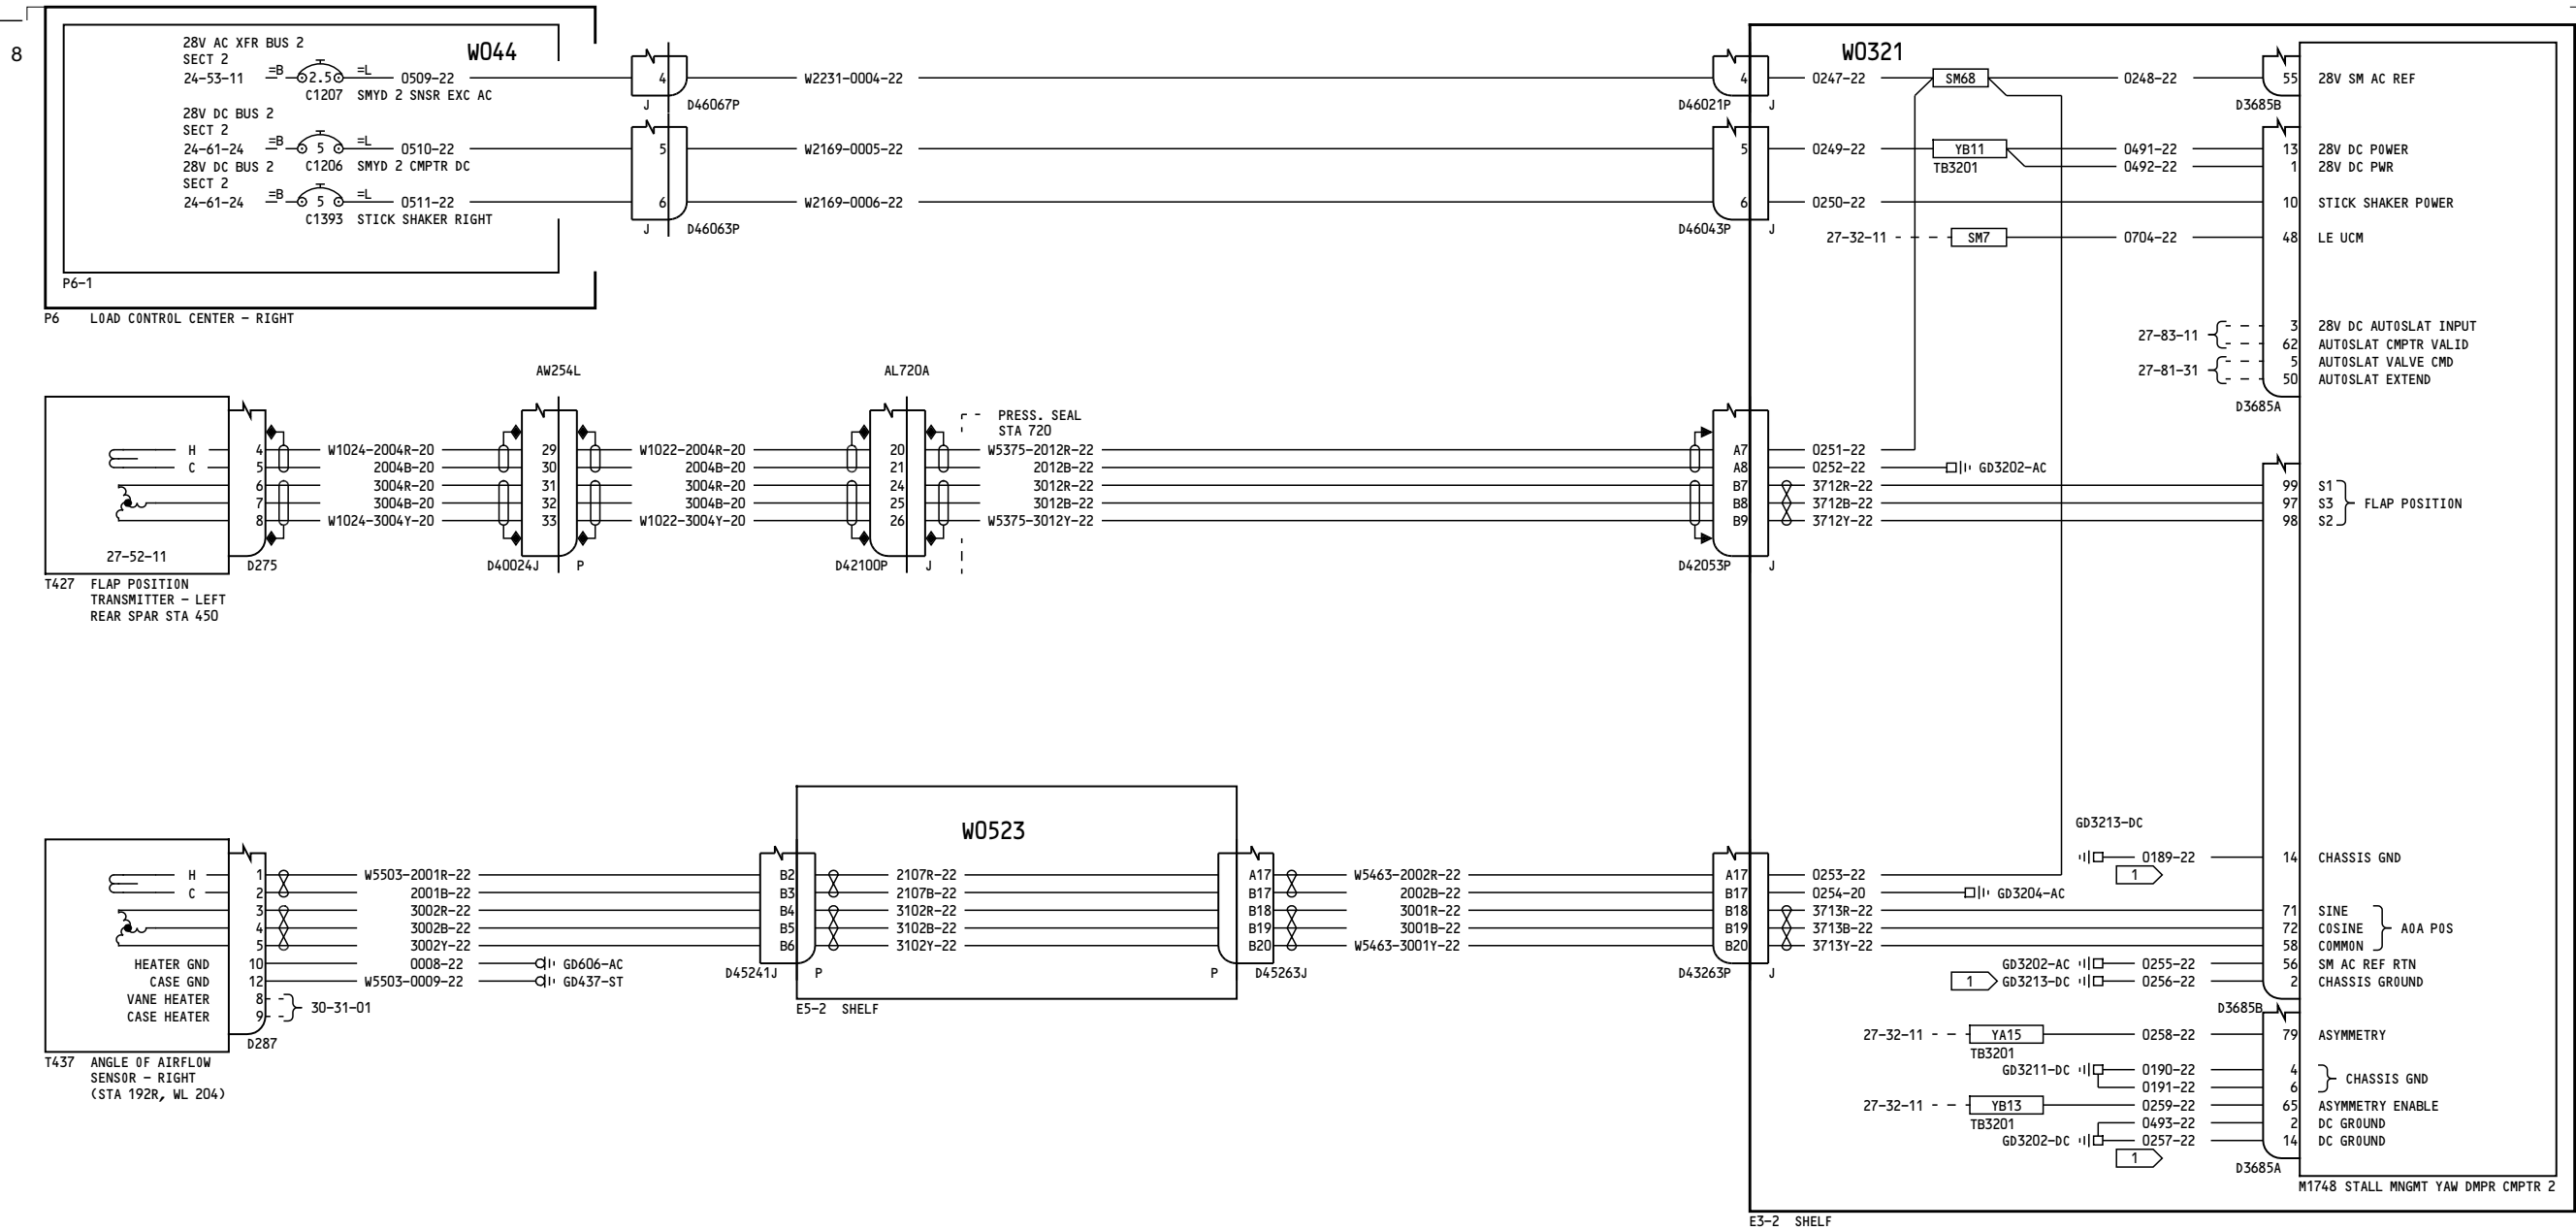 8
28V AC XFR BUS 2
SECT 2
W044
24-53-11 =B 2.5 =L 0509-22 4 W2231-0004-22 4
C1207 SMYD 2 SNSR EXC AC
J D46067P
D46021P J
28V DC BUS 2
SECT 2
24-61-24 =B 5 =L 0510-22 5 W2169-0005-22 5
28V DC BUS 2 C1206 SMYD 2 CMPTR DC
SECT 2
24-61-24 =B 5 =L 0511-22 6 W2169-0006-22 6
C1393 STICK SHAKER RIGHT
J D46063P
D46043P J
P6-1
P6 LOAD CONTROL CENTER - RIGHT
W0321
0247-22 SM68 0248-22 55 28V SM AC REF
D3685B
0249-22 YB11 0491-22 13 28V DC POWER
TB3201 0492-22 1 28V DC PWR
0250-22 10 STICK SHAKER POWER
27-32-11 SM7 0704-22 48 LE UCM
27-83-11
3 28V DC AUTOSLAT INPUT
62 AUTOSLAT CMPTR VALID
27-81-31
5 AUTOSLAT VALVE CMD
50 AUTOSLAT EXTEND
D3685A
AW254L
AL720A
PRESS. SEAL
STA 720
H 4 W1024-2004R-20 29 W1022-2004R-20 20 W5375-2012R-22 A7 0251-22
C 5 2004B-20 30 2004B-20 21 2012B-22 A8 0252-22 GD3202-AC
6 3004R-20 31 3004R-20 24 3012R-22 B7 3712R-22 99 S1
7 3004B-20 32 3004B-20 25 3012B-22 B8 3712B-22 97 S3 FLAP POSITION
8 W1024-3004Y-20 33 W1022-3004Y-20 26 W5375-3012Y-22 B9 3712Y-22 98 S2
27-52-11
D275
D40024J P
D42100P J
D42053P J
T427 FLAP POSITION
TRANSMITTER - LEFT
REAR SPAR STA 450
W0523
GD3213-DC
0189-22 14 CHASSIS GND
1
H 1 W5503-2001R-22 B2 2107R-22 A17 W5463-2002R-22 A17 0253-22
C 2 2001B-22 B3 2107B-22 B17 2002B-22 B17 0254-20 GD3204-AC
3 3002R-22 B4 3102R-22 B18 3001R-22 B18 3713R-22 71 SINE
4 3002B-22 B5 3102B-22 B19 3001B-22 B19 3713B-22 72 COSINE AOA POS
5 3002Y-22 B6 3102Y-22 B20 W5463-3001Y-22 B20 3713Y-22 58 COMMON
HEATER GND 10 0008-22 GD606-AC
CASE GND 12 W5503-0009-22 GD437-ST
VANE HEATER 8
CASE HEATER 9
30-31-01
D287
D45241J P
P D45263J
D43263P J
E5-2 SHELF
T437 ANGLE OF AIRFLOW
SENSOR - RIGHT
(STA 192R, WL 204)
GD3202-AC 0255-22 56 SM AC REF RTN
1 GD3213-DC 0256-22 2 CHASSIS GROUND
D3685B
27-32-11 YA15 0258-22 79 ASYMMETRY
TB3201
GD3211-DC 0190-22 4
0191-22 6
CHASSIS GND
27-32-11 YB13 0259-22 65 ASYMMETRY ENABLE
TB3201 0493-22 2 DC GROUND
GD3202-DC 0257-22 14 DC GROUND
1
D3685A
M1748 STALL MNGMT YAW DMPR CMPTR 2
E3-2 SHELF